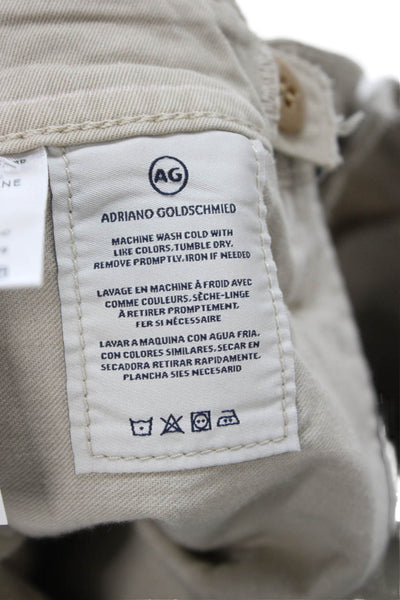 AG
ADRIANO GOLDSCHMIED
MACHINE WASH COLD WITH
LIKE COLORS, TUMBLE DRY.
REMOVE PROMPTLY, IRON IF NEEDED
LAVAGE EN MACHINE À FROID AVEC
COMME COULEURS, SÈCHE-LINGE
À RETIRER PROMPTEMENT,
FER SI NÉCESSAIRE
LAVAR A MAQUINA CON AGUA FRIA,
CON COLORES SIMILARES, SECAR EN
SECADORA RETIRAR RAPIDAMENTE,
PLANCHA SIES NECESARIO